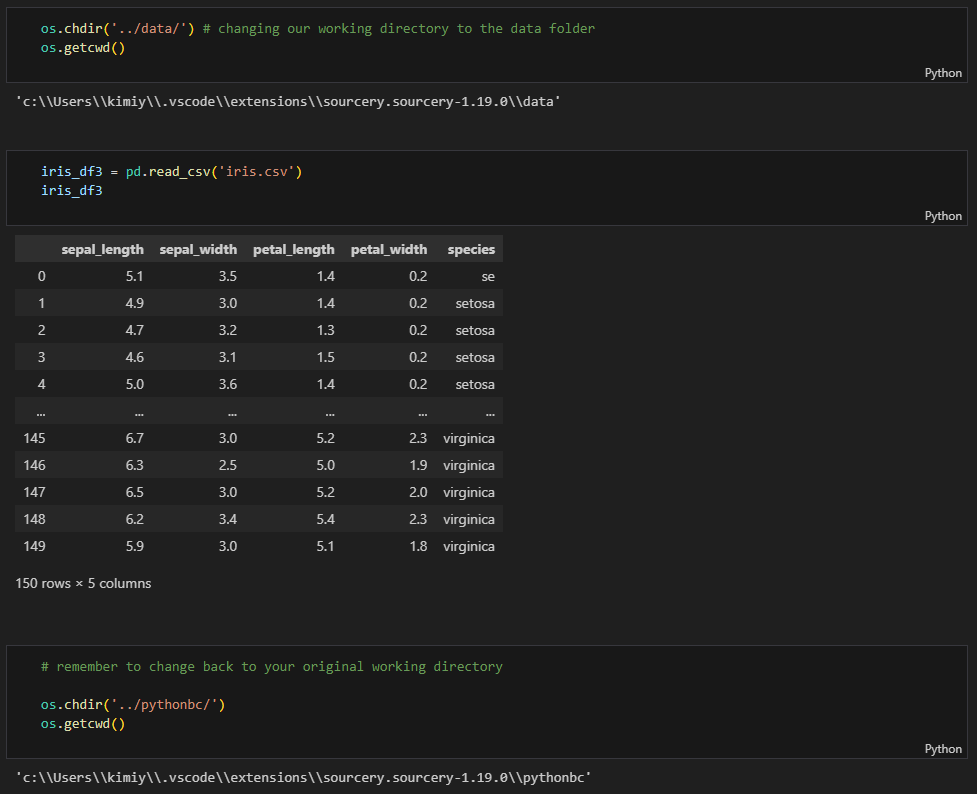 os.chdir('../data/') # changing our working directory to the data folder
os.getcwd()
Python
'c:\\Users\\kimiy\\.vscode\\extensions\\sourcery.sourcery-1.19.0\\data'
iris_df3 = pd.read_csv('iris.csv')
iris_df3
Python
sepal_length sepal_width petal_length petal_width species
0 5.1 3.5 1.4 0.2 se
1 4.9 3.0 1.4 0.2 setosa
2 4.7 3.2 1.3 0.2 setosa
3 4.6 3.1 1.5 0.2 setosa
4 5.0 3.6 1.4 0.2 setosa
... ... ... ... ... ...
145 6.7 3.0 5.2 2.3 virginica
146 6.3 2.5 5.0 1.9 virginica
147 6.5 3.0 5.2 2.0 virginica
148 6.2 3.4 5.4 2.3 virginica
149 5.9 3.0 5.1 1.8 virginica
150 rows × 5 columns
# remember to change back to your original working directory
os.chdir('../pythonbc/')
os.getcwd()
Python
'c:\\Users\\kimiy\\.vscode\\extensions\\sourcery.sourcery-1.19.0\\pythonbc'